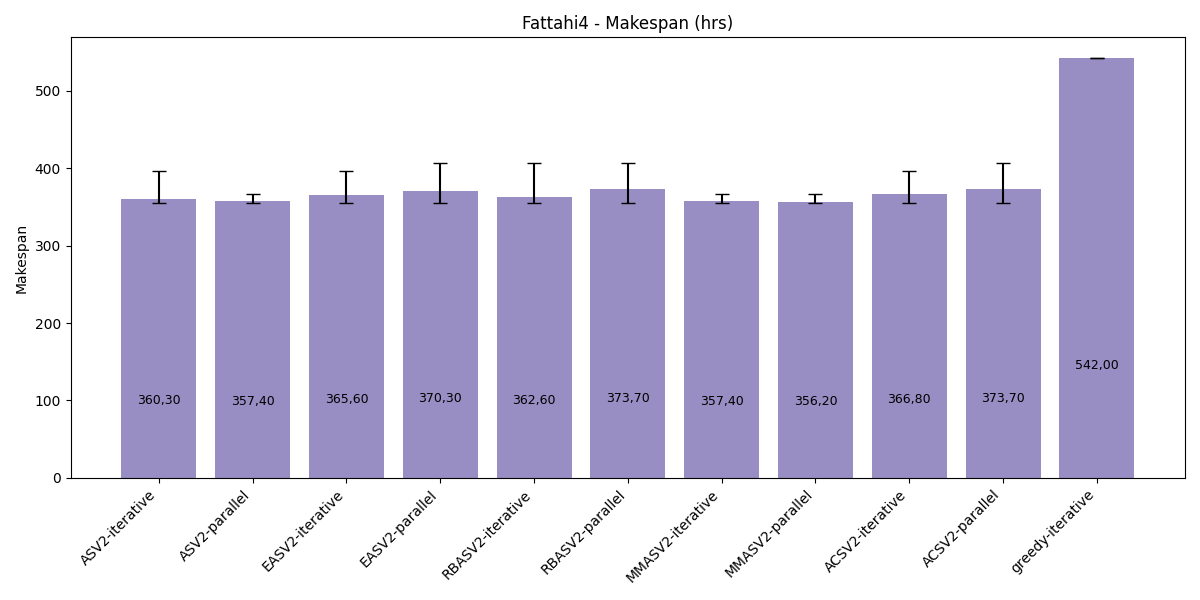 Fattahi4 - Makespan (hrs)
Makespan
500
400
300
200
100
0
360,30
357,40
365,60
370,30
362,60
373,70
357,40
356,20
366,80
373,70
542,00
ASV2-iterative
ASV2-parallel
EASV2-iterative
EASV2-parallel
RBASV2-iterative
RBASV2-parallel
MMASV2-iterative
MMASV2-parallel
ACSV2-iterative
ACSV2-parallel
greedy-iterative